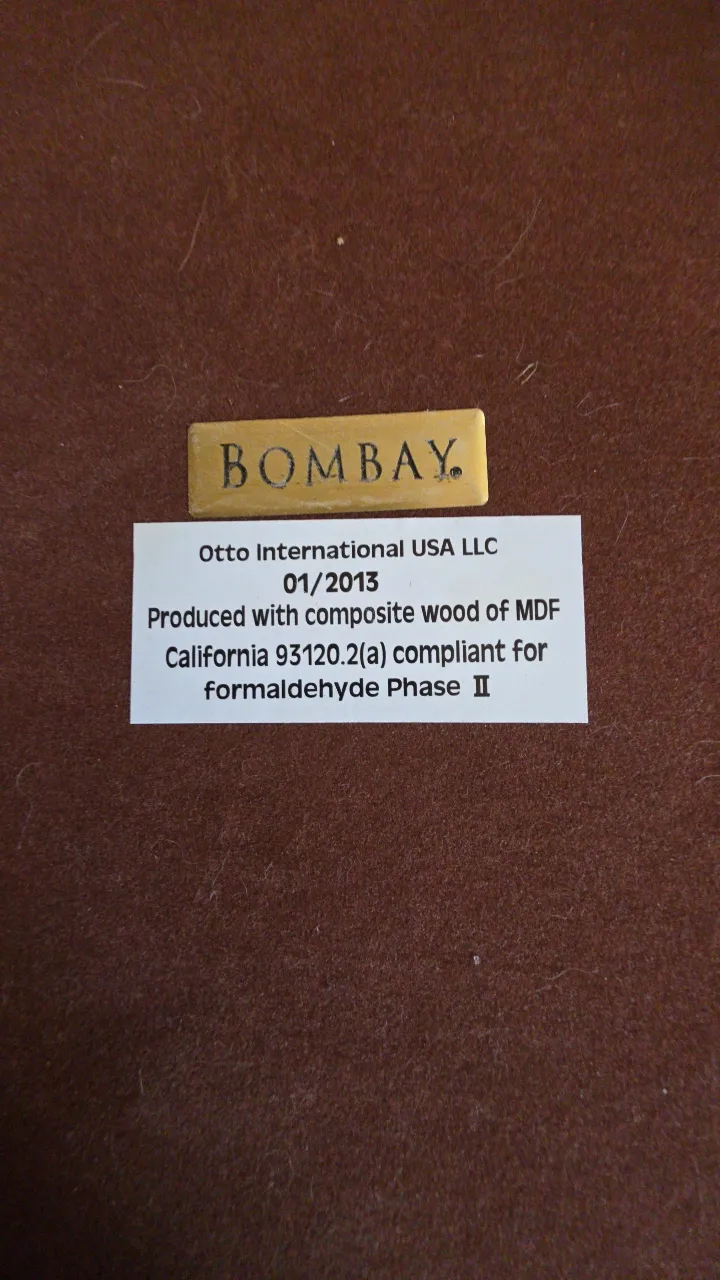 BOMBAY®
Otto International USA LLC
01/2013
Produced with composite wood of MDF
California 93120.2(a) compliant for
formaldehyde Phase II